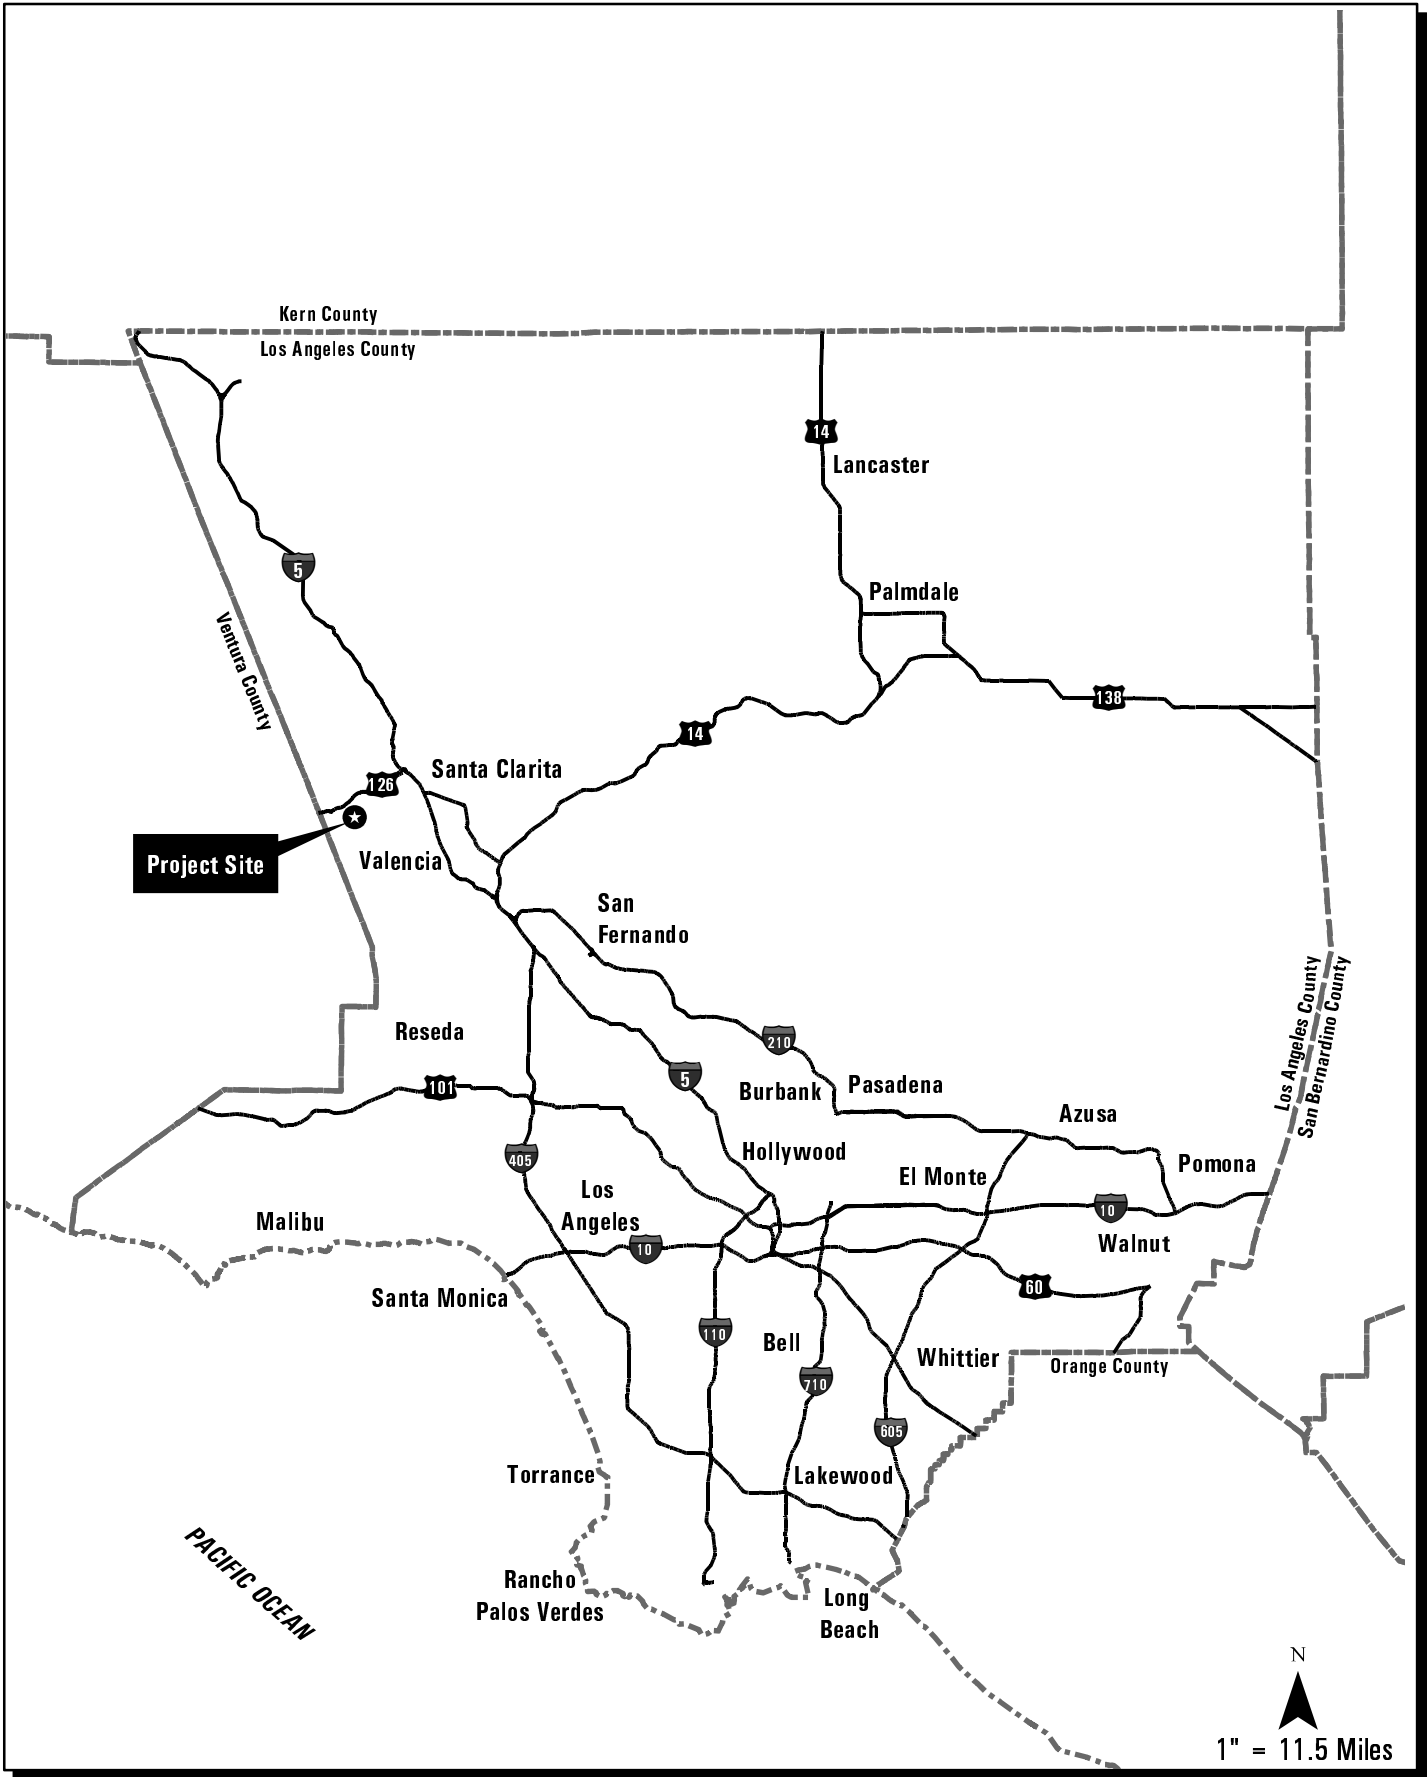 Kern County
Los Angeles County
14
Lancaster
5
Palmdale
Ventura County
138
14
Santa Clarita
126
Project Site
Valencia
San
Fernando
Los Angeles County
San Bernardino County
Reseda
210
5
101
Burbank
Pasadena
Azusa
405
Hollywood
El Monte
Pomona
Los
Angeles
Malibu
10
10
Walnut
Santa Monica
60
110
Bell
Whittier
Orange County
710
605
Torrance
Lakewood
PACIFIC OCEAN
Rancho
Palos Verdes
Long
Beach
N
1" = 11.5 Miles